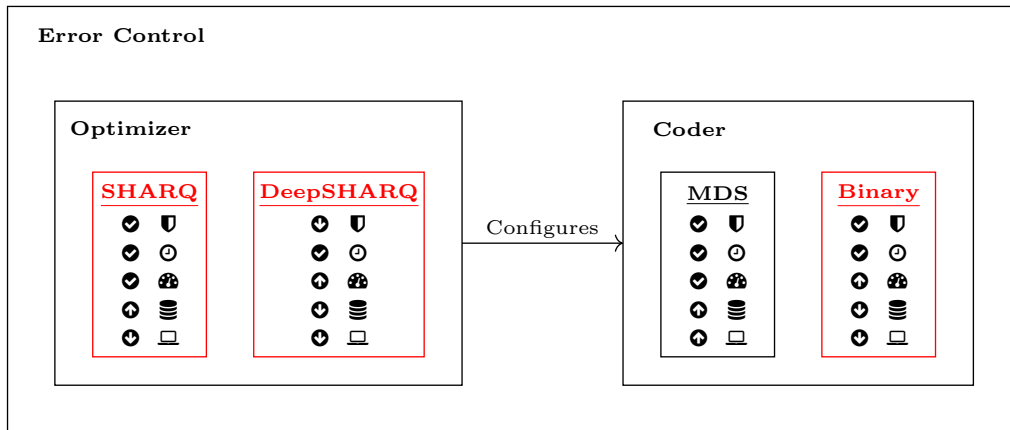 Error Control
Optimizer
Coder
SHARQ
DeepSHARQ
Configures
MDS
Binary